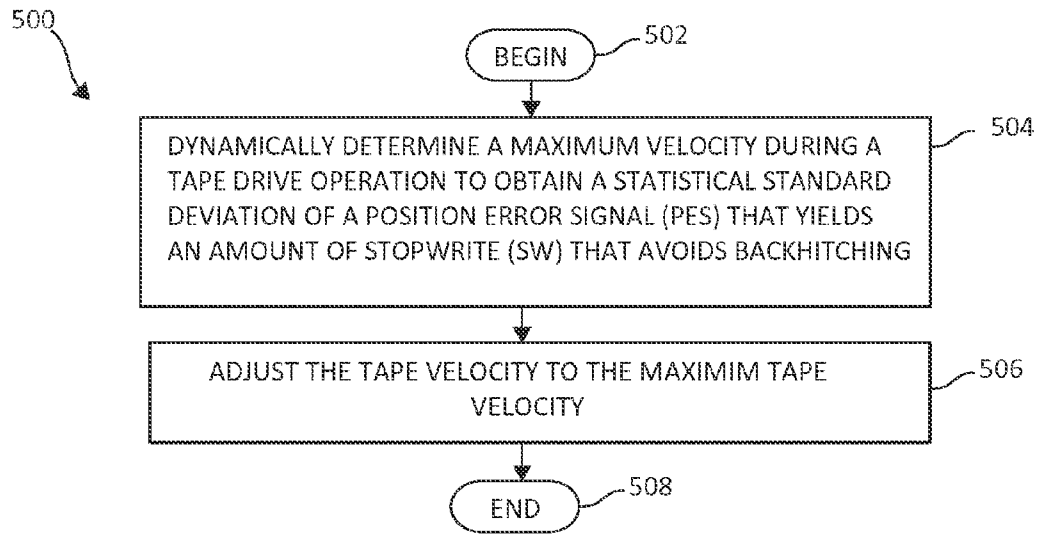 500
502
BEGIN
504
DYNAMICALLY DETERMINE A MAXIMUM VELOCITY DURING A
TAPE DRIVE OPERATION TO OBTAIN A STATISTICAL STANDARD
DEVIATION OF A POSITION ERROR SIGNAL (PES) THAT YIELDS
AN AMOUNT OF STOPWRITE (SW) THAT AVOIDS BACKHITCHING
506
ADJUST THE TAPE VELOCITY TO THE MAXIMIM TAPE
VELOCITY
508
END